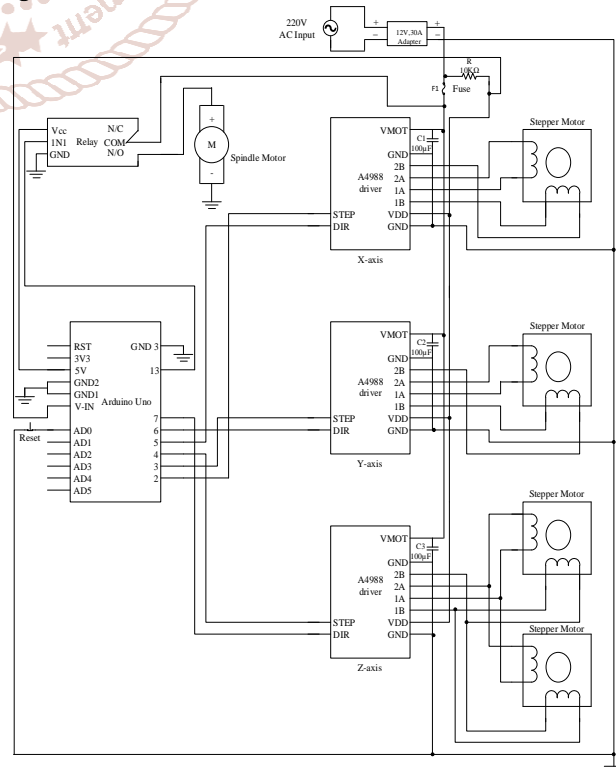 ment
220V
AC Input
+
−
12V,30A
Adapter
+
−
R
10KΩ
F1
Fuse
Vcc
1N1
GND
Relay
N/C
COM
N/O
+
M
-
Spindle Motor
VMOT
GND
2B
2A
1A
1B
VDD
GND
A4988
driver
STEP
DIR
X-axis
C1
100µF
Stepper Motor
RST
3V3
5V
GND2
GND1
V-IN
AD0
AD1
AD2
AD3
AD4
AD5
Reset
Arduino Uno
GND 3
13
7
6
5
4
3
2
VMOT
GND
2B
2A
1A
1B
VDD
GND
A4988
driver
STEP
DIR
Y-axis
C2
100µF
Stepper Motor
VMOT
GND
2B
2A
1A
1B
VDD
GND
A4988
driver
STEP
DIR
Z-axis
C3
100µF
Stepper Motor
Stepper Motor